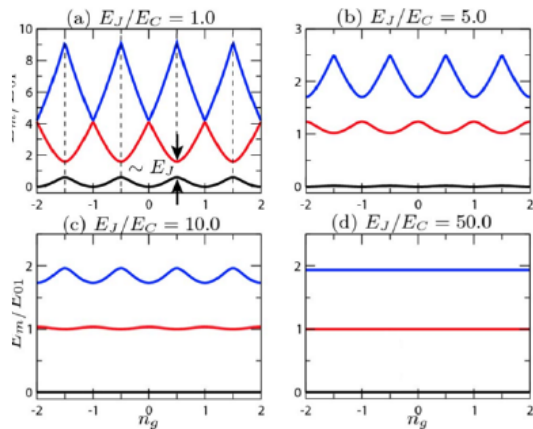 (a) E_J/E_C = 1.0
(b) E_J/E_C = 5.0
10
8
6
4
2
0
~ E_J
-2 -1 0 1 2
3
2
1
0
-2 -1 0 1 2
(c) E_J/E_C = 10.0
(d) E_J/E_C = 50.0
E_m/E_01
2
1
0
-2 -1 0 1 2
n_g
2
1
0
-2 -1 0 1 2
n_g